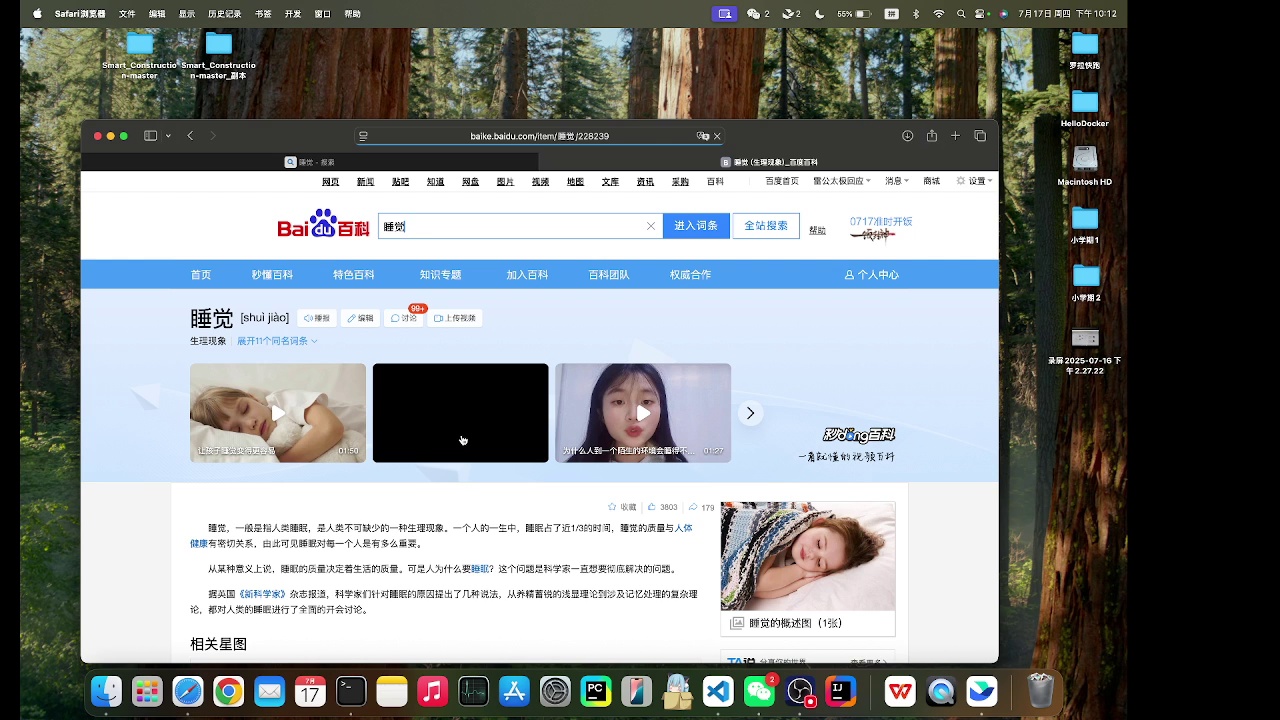 Safari浏览器 文件 编辑 显示 历史记录 书签 开发 窗口 帮助 2 2 55% 拼 7月17日 周四 下午10:12
Smart_Constructio
n-master
Smart_Constructio
n-master_副本
罗拉快跑
HelloDocker
Macintosh HD
小学期 1
小学期 2
录屏 2025-07-16 下
午2.27.22
baike.baidu.com/item/睡觉/228239
睡觉 - 搜索
B 睡觉 (生理现象)_百度百科
网页 新闻 贴吧 知道 网盘 图片 视频 地图 文库 资讯 采购 百科 百度首页 雷公太极回应 消息 商城 设置
Bai du 百科 睡觉 进入词条 全站搜索 帮助 0717准时开饭
首页 秒懂百科 特色百科 知识专题 加入百科 百科团队 权威合作 个人中心
睡觉 [shuì jiào] 播报 编辑 讨论 99+ 上传视频
生理现象 展开11个同名词条
让孩子睡觉变得更容易 01:50
为什么人到一个陌生的环境会睡得不... 01:27
秒dong百科
一看就懂的视频百科
收藏 3803 179
睡觉，一般是指人类睡眠，是人类不可缺少的一种生理现象。一个人的一生中，睡眠占了近1/3的时间，睡觉的质量与人体
健康有密切关系，由此可见睡眠对每一个人是有多么重要。
从某种意义上说，睡眠的质量决定着生活的质量。可是人为什么要睡眠？这个问题是科学家一直想要彻底解决的问题。
据英国《新科学家》杂志报道，科学家们针对睡眠的原因提出了几种说法，从养精蓄锐的浅显理论到涉及记忆处理的复杂理
论，都对人类的睡眠进行了全面的开会讨论。
睡觉的概述图（1张）
相关星图
7月
17
PC
2
IJ